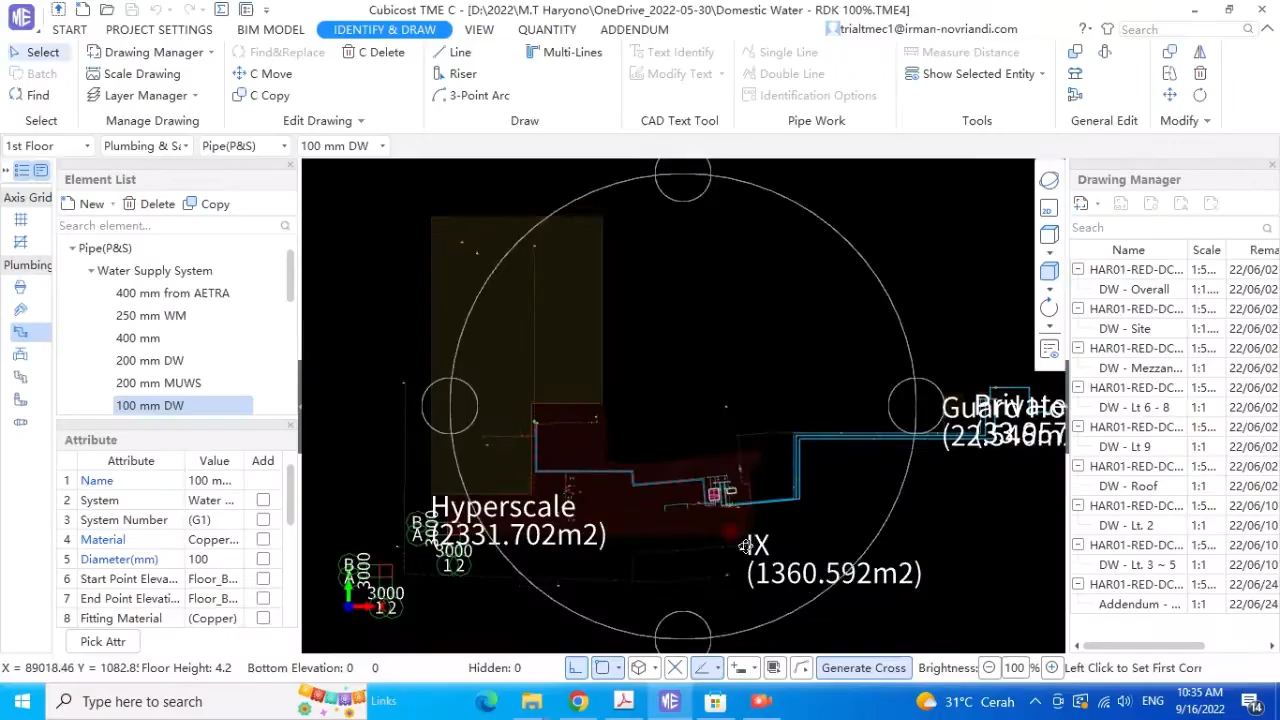 Cubicost TME C - [D:\2022\M.T Haryono\OneDrive_2022-05-30\Domestic Water - RDK 100%.TME4]
START PROJECT SETTINGS BIM MODEL IDENTIFY & DRAW VIEW QUANTITY ADDENDUM trialtmec1@irman-novriandi.com ? Search
Select Drawing Manager Find&Replace C Delete Line Multi-Lines Text Identify Single Line Measure Distance
Batch Scale Drawing C Move Riser Modify Text Double Line Show Selected Entity
Find Layer Manager C Copy 3-Point Arc Identification Options
Select Manage Drawing Edit Drawing Draw CAD Text Tool Pipe Work Tools General Edit Modify
1st Floor Plumbing & Sa Pipe(P&S) 100 mm DW
Element List
Axis Grid
New Delete Copy
Search element...
Pipe(P&S)
Plumbing
Water Supply System
400 mm from AETRA
250 mm WM
400 mm
200 mm DW
200 mm MUWS
100 mm DW
Attribute
Attribute Value Add
1 Name 100 m...
2 System Water ...
3 System Number (G1)
4 Material Copper...
5 Diameter(mm) 100
6 Start Point Eleva... Floor_B...
7 End Point Elevati... Floor_B...
8 Fitting Material (Copper)
Pick Attr
Hyperscale
(2331.702m2)
IX
(1360.592m2)
B
A
3000
3000
1 2
B
A
3000
3000
1 2
2D
Drawing Manager
Search
Name Scale Rema
HAR01-RED-DC... 1:5... 22/06/02
DW - Overall 1:1.... 22/06/02
HAR01-RED-DC... 1:5... 22/06/02
DW - Site 1:1... 22/06/02
HAR01-RED-DC... 1:5... 22/06/02
DW - Mezzan... 1:1 22/06/02
HAR01-RED-DC... 1:5... 22/06/02
DW - Lt 6 - 8 1:1 22/06/02
HAR01-RED-DC... 1:5... 22/06/02
DW - Lt 9 1:1 22/06/02
HAR01-RED-DC... 1:5... 22/06/02
DW - Roof 1:1 22/06/02
HAR01-RED-DC... 1:5... 22/06/10
DW - Lt. 2 1:1 22/06/10
HAR01-RED-DC... 1:5... 22/06/10
DW - Lt. 3 ~ 5 1:1 22/06/10
HAR01-RED-DC... 1:5... 22/06/24
Addendum - ... 1:1 22/06/24
X = 89018.46 Y = 1082.8 Floor Height: 4.2 Bottom Elevation: 0 0 Hidden: 0 Generate Cross Brightness: 100 % Left Click to Set First Corr
Type here to search Links 31°C Cerah ENG 10:35 AM
9/16/2022 14